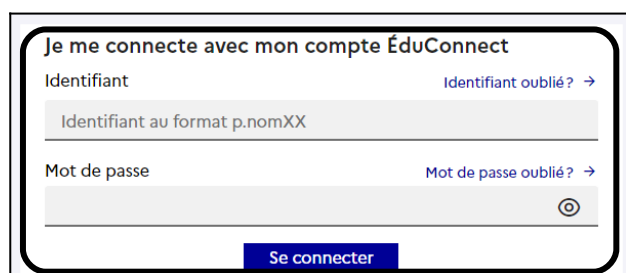 Je me connecte avec mon compte ÉduConnect
Identifiant Identifiant oublié? →
Identifiant au format p.nomXX
Mot de passe Mot de passe oublié? →
Se connecter